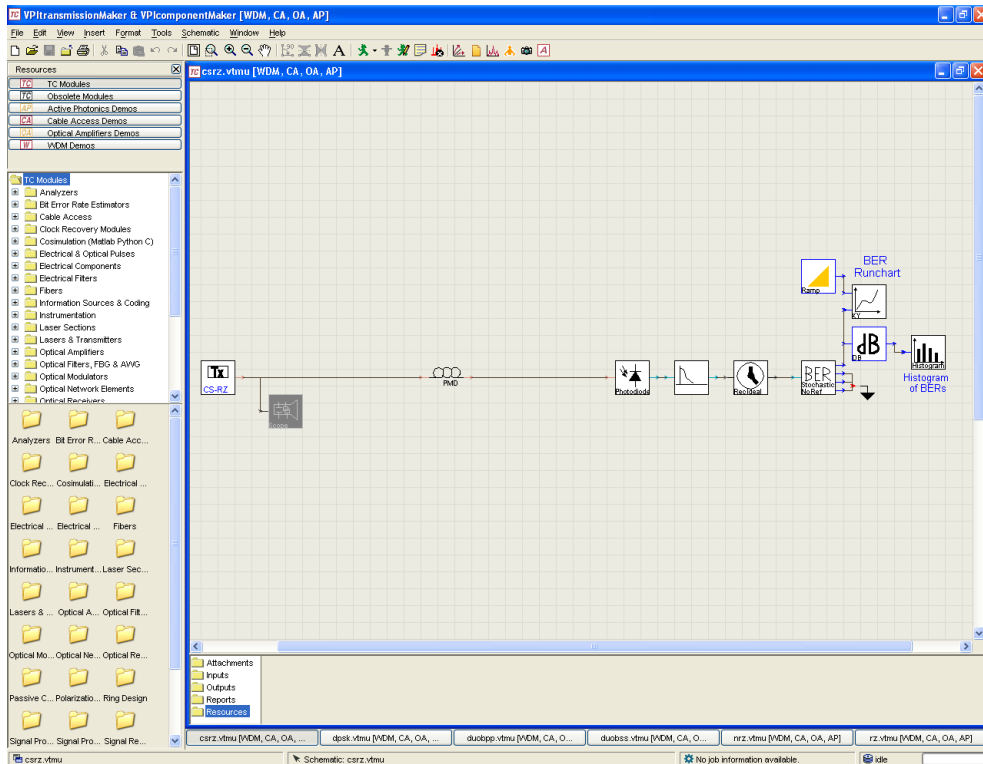 VPItransmissionMaker & VPIcomponentMaker [WDM, CA, OA, AP]
File Edit View Insert Format Tools Schematic Window Help
Resources
TC TC Modules
TC Obsolete Modules
AP Active Photonics Demos
CA Cable Access Demos
OA Optical Amplifiers Demos
W WDM Demos
TC Modules
Analyzers
Bit Error Rate Estimators
Cable Access
Clock Recovery Modules
Cosimulation (Matlab Python C)
Electrical & Optical Pulses
Electrical Components
Electrical Filters
Fibers
Information Sources & Coding
Instrumentation
Laser Sections
Lasers & Transmitters
Optical Amplifiers
Optical Filters, FBG & AWG
Optical Modulators
Optical Network Elements
Optical Receivers
Analyzers Bit Error R... Cable Acc...
Clock Rec... Cosimulati... Electrical ...
Electrical ... Electrical ... Fibers
Informatio... Instrument... Laser Sec...
Lasers & ... Optical A... Optical Filt...
Optical Mo... Optical Ne... Optical Re...
Passive C... Polarizatio... Ring Design
Signal Pro... Signal Pro... Signal Re...
TC csrz.vtmu [WDM, CA, OA, AP]
BER
Runchart
Ramp
XY
dB
DB
Histogram
Histogram
of BERs
Tx
CS-RZ
Scope
PMD
Photodiode
Rec Ideal
BER
Stochastic
NoRef
Attachments
Inputs
Outputs
Reports
Resources
csrz.vtmu [WDM, CA, OA, ... dpsk.vtmu [WDM, CA, OA, ... duobpp.vtmu [WDM, CA, O... duobss.vtmu [WDM, CA, O... nrz.vtmu [WDM, CA, OA, AP] rz.vtmu [WDM, CA, OA, AP]
csrz.vtmu Schematic: csrz.vtmu No job information available. idle